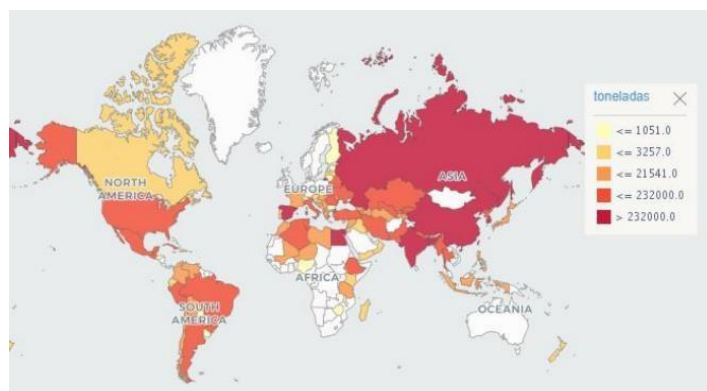 toneladas
<= 1051.0
<= 3257.0
<= 21541.0
<= 232000.0
> 232000.0
NORTH
AMERICA
EUROPE
ASIA
AFRICA
SOUTH
AMERICA
OCEANIA